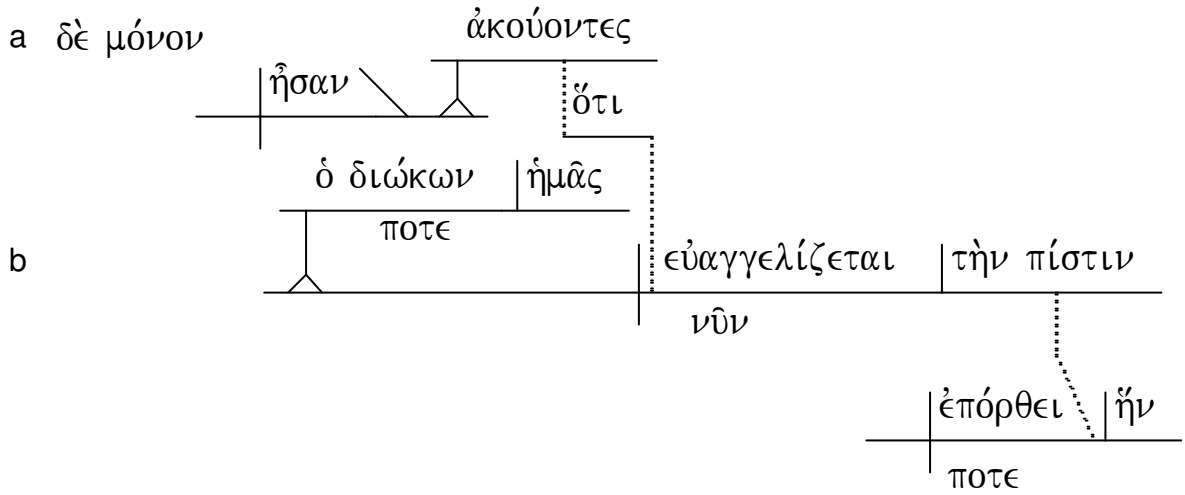 ἀκούοντες
a δὲ μόνον
ἦσαν
ὅτι
ὁ διώκων ἡμᾶς
ποτε
b εὐαγγελίζεται τὴν πίστιν
νῦν
ἐπόρθει ἥν
ποτε